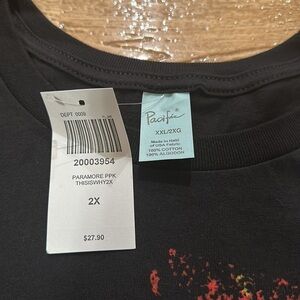 DEPT 0009
20003954
PARAMORE PPK
THISISWHY2X
2X
$27.90
Pacific
XXL/2XG
Made in Haiti
of USA Fabric
100% COTTON
100% ALGODON